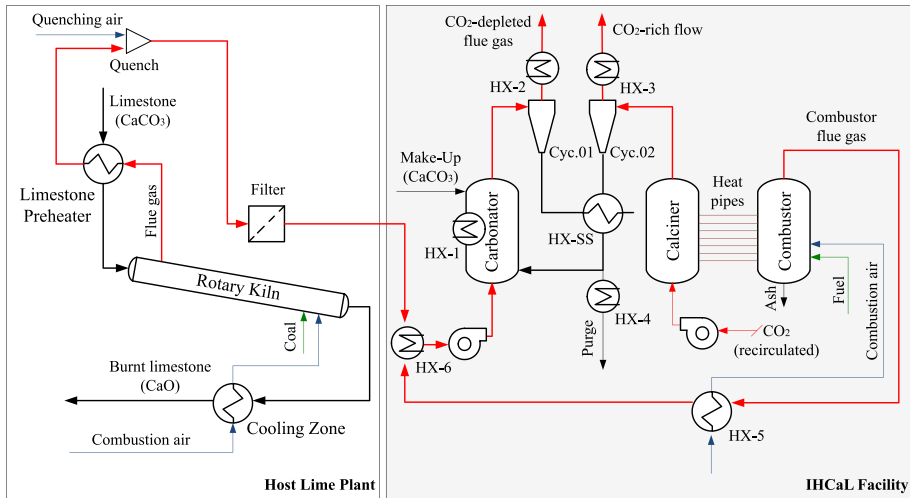 Quenching air
Quench
Limestone
(CaCO₃)
Limestone
Preheater
Flue gas
Filter
Rotary Kiln
Coal
Burnt limestone
(CaO)
Combustion air
Cooling Zone
Host Lime Plant
CO₂-depleted
flue gas
CO₂-rich flow
HX-2
HX-3
Cyc.01
Cyc.02
Make-Up
(CaCO₃)
HX-1
Carbonator
HX-SS
HX-4
Purge
HX-6
Calciner
Heat
pipes
Combustor
Combustor
flue gas
Ash
Fuel
Combustion air
CO₂
(recirculated)
HX-5
IHCaL Facility